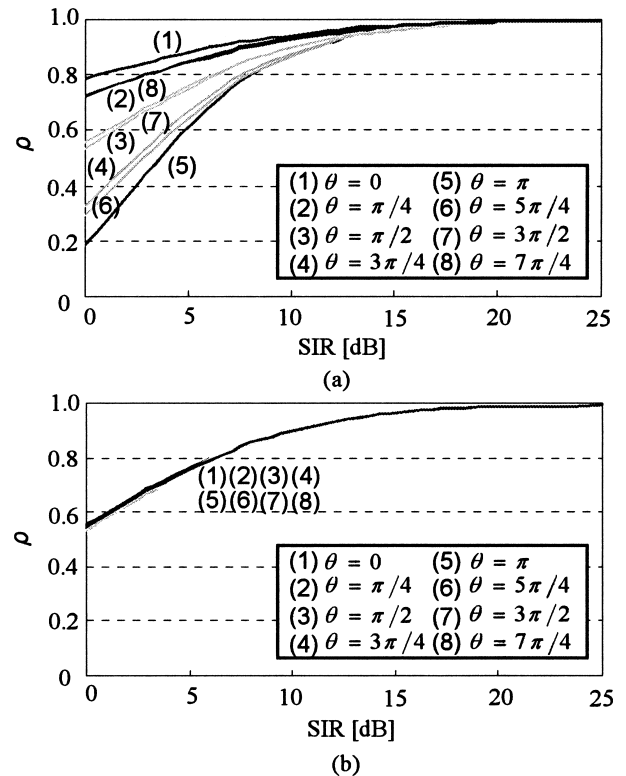 1.0
0.8
0.6
0.4
0.2
0
ρ
(1)
(2) (8)
(3) (7)
(4) (5)
(6)
(1) θ = 0 (5) θ = π
(2) θ = π/4 (6) θ = 5π/4
(3) θ = π/2 (7) θ = 3π/2
(4) θ = 3π/4 (8) θ = 7π/4
0 5 10 15 20 25
SIR [dB]
(a)
1.0
0.8
0.6
0.4
0.2
0
ρ
(1)(2)(3)(4)
(5)(6)(7)(8)
(1) θ = 0 (5) θ = π
(2) θ = π/4 (6) θ = 5π/4
(3) θ = π/2 (7) θ = 3π/2
(4) θ = 3π/4 (8) θ = 7π/4
0 5 10 15 20 25
SIR [dB]
(b)